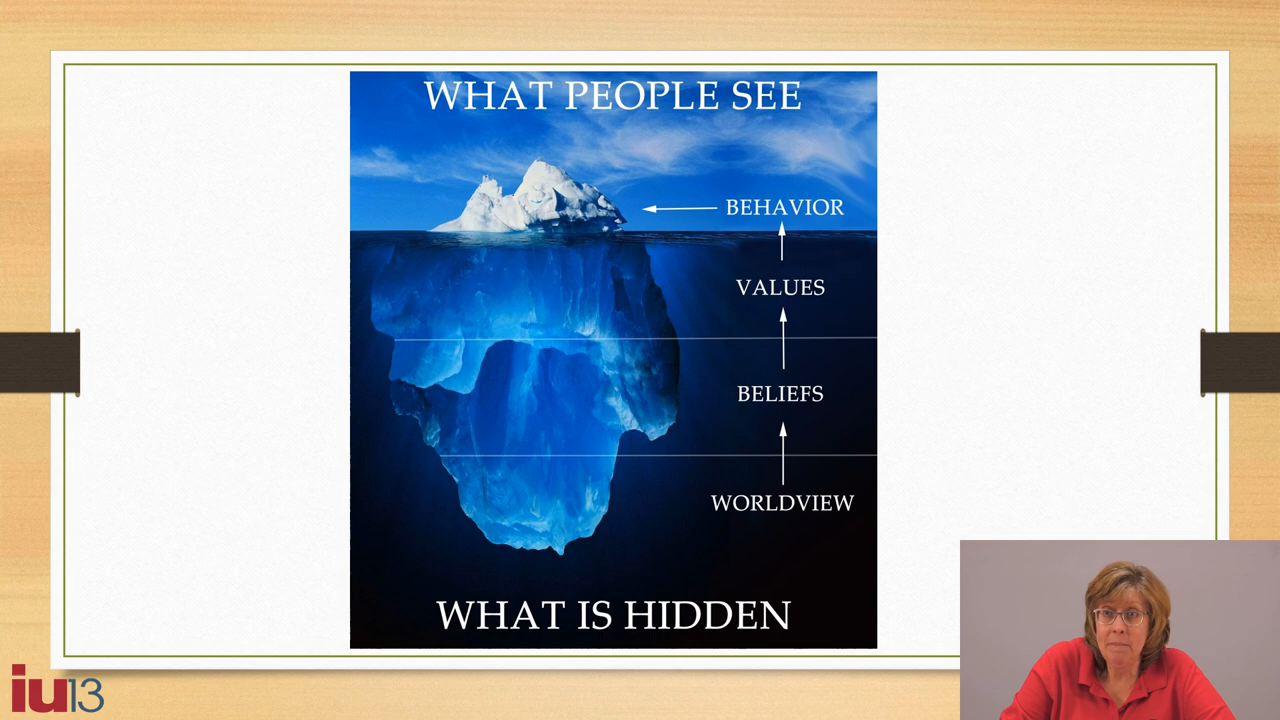 WHAT PEOPLE SEE
BEHAVIOR
VALUES
BELIEFS
WORLDVIEW
WHAT IS HIDDEN
iu13